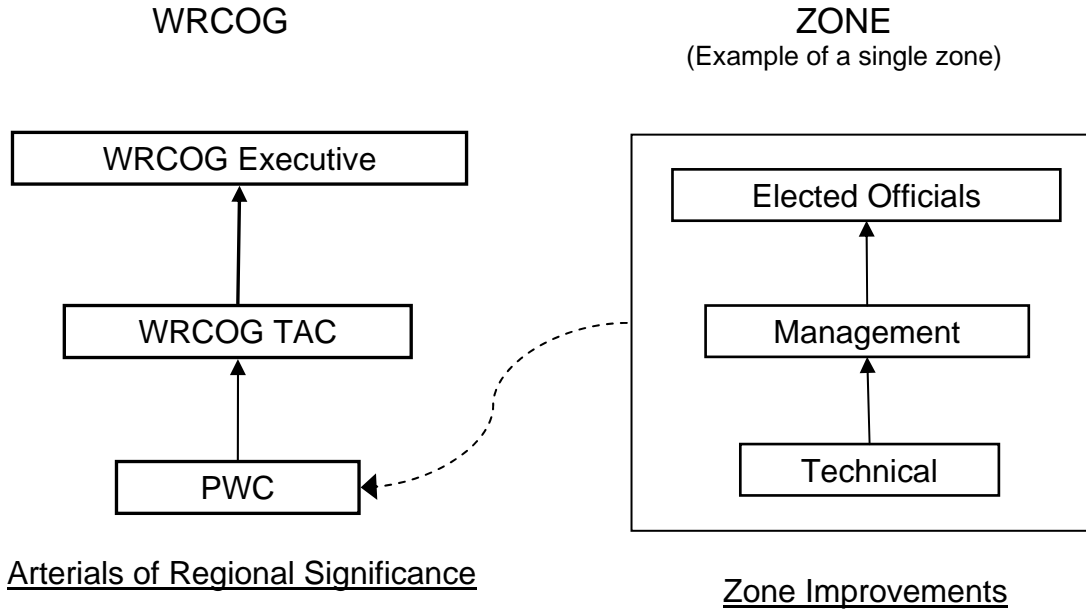 WRCOG
WRCOG Executive
WRCOG TAC
PWC
Arterials of Regional Significance
ZONE
(Example of a single zone)
Elected Officials
Management
Technical
Zone Improvements